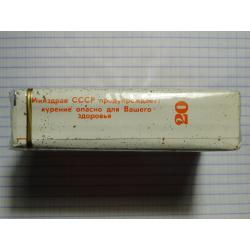 Минздрав СССР предупреждает:
курение опасно для Вашего
здоровья
20